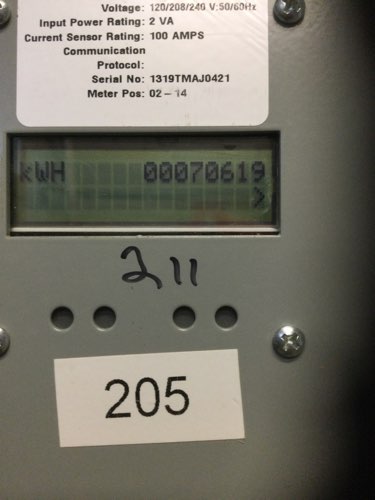 Voltage: 120/208/240 V:50/60Hz
Input Power Rating: 2 VA
Current Sensor Rating: 100 AMPS
Communication
Protocol:
Serial No: 1319TMAJ0421
Meter Pos: 02 - 14
kWH 00070619
>
211
205